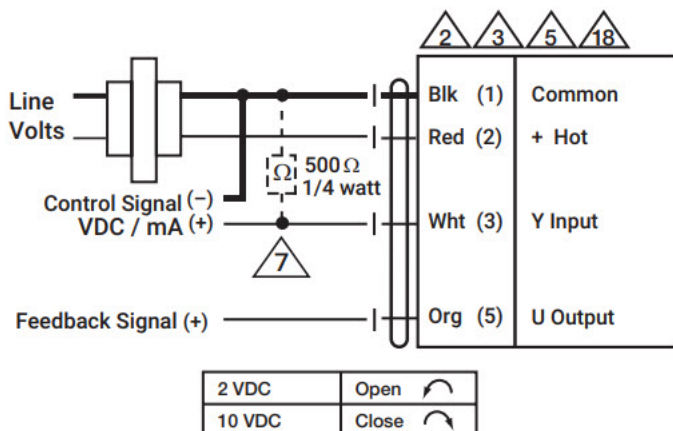 2 3 5 18
Line
Volts
Blk (1) Common
Red (2) + Hot
Ω 500 Ω
1/4 watt
Control Signal (−)
VDC / mA (+)
Wht (3) Y Input
7
Feedback Signal (+)
Org (5) U Output
2 VDC Open
10 VDC Close